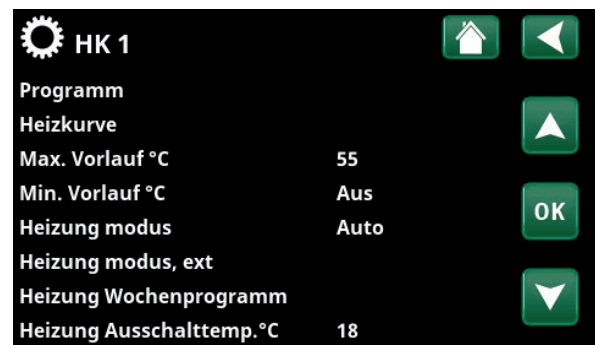 HK 1
Programm
Heizkurve
Max. Vorlauf °C 55
Min. Vorlauf °C Aus
Heizung modus Auto
OK
Heizung modus, ext
Heizung Wochenprogramm
Heizung Ausschalttemp.°C 18